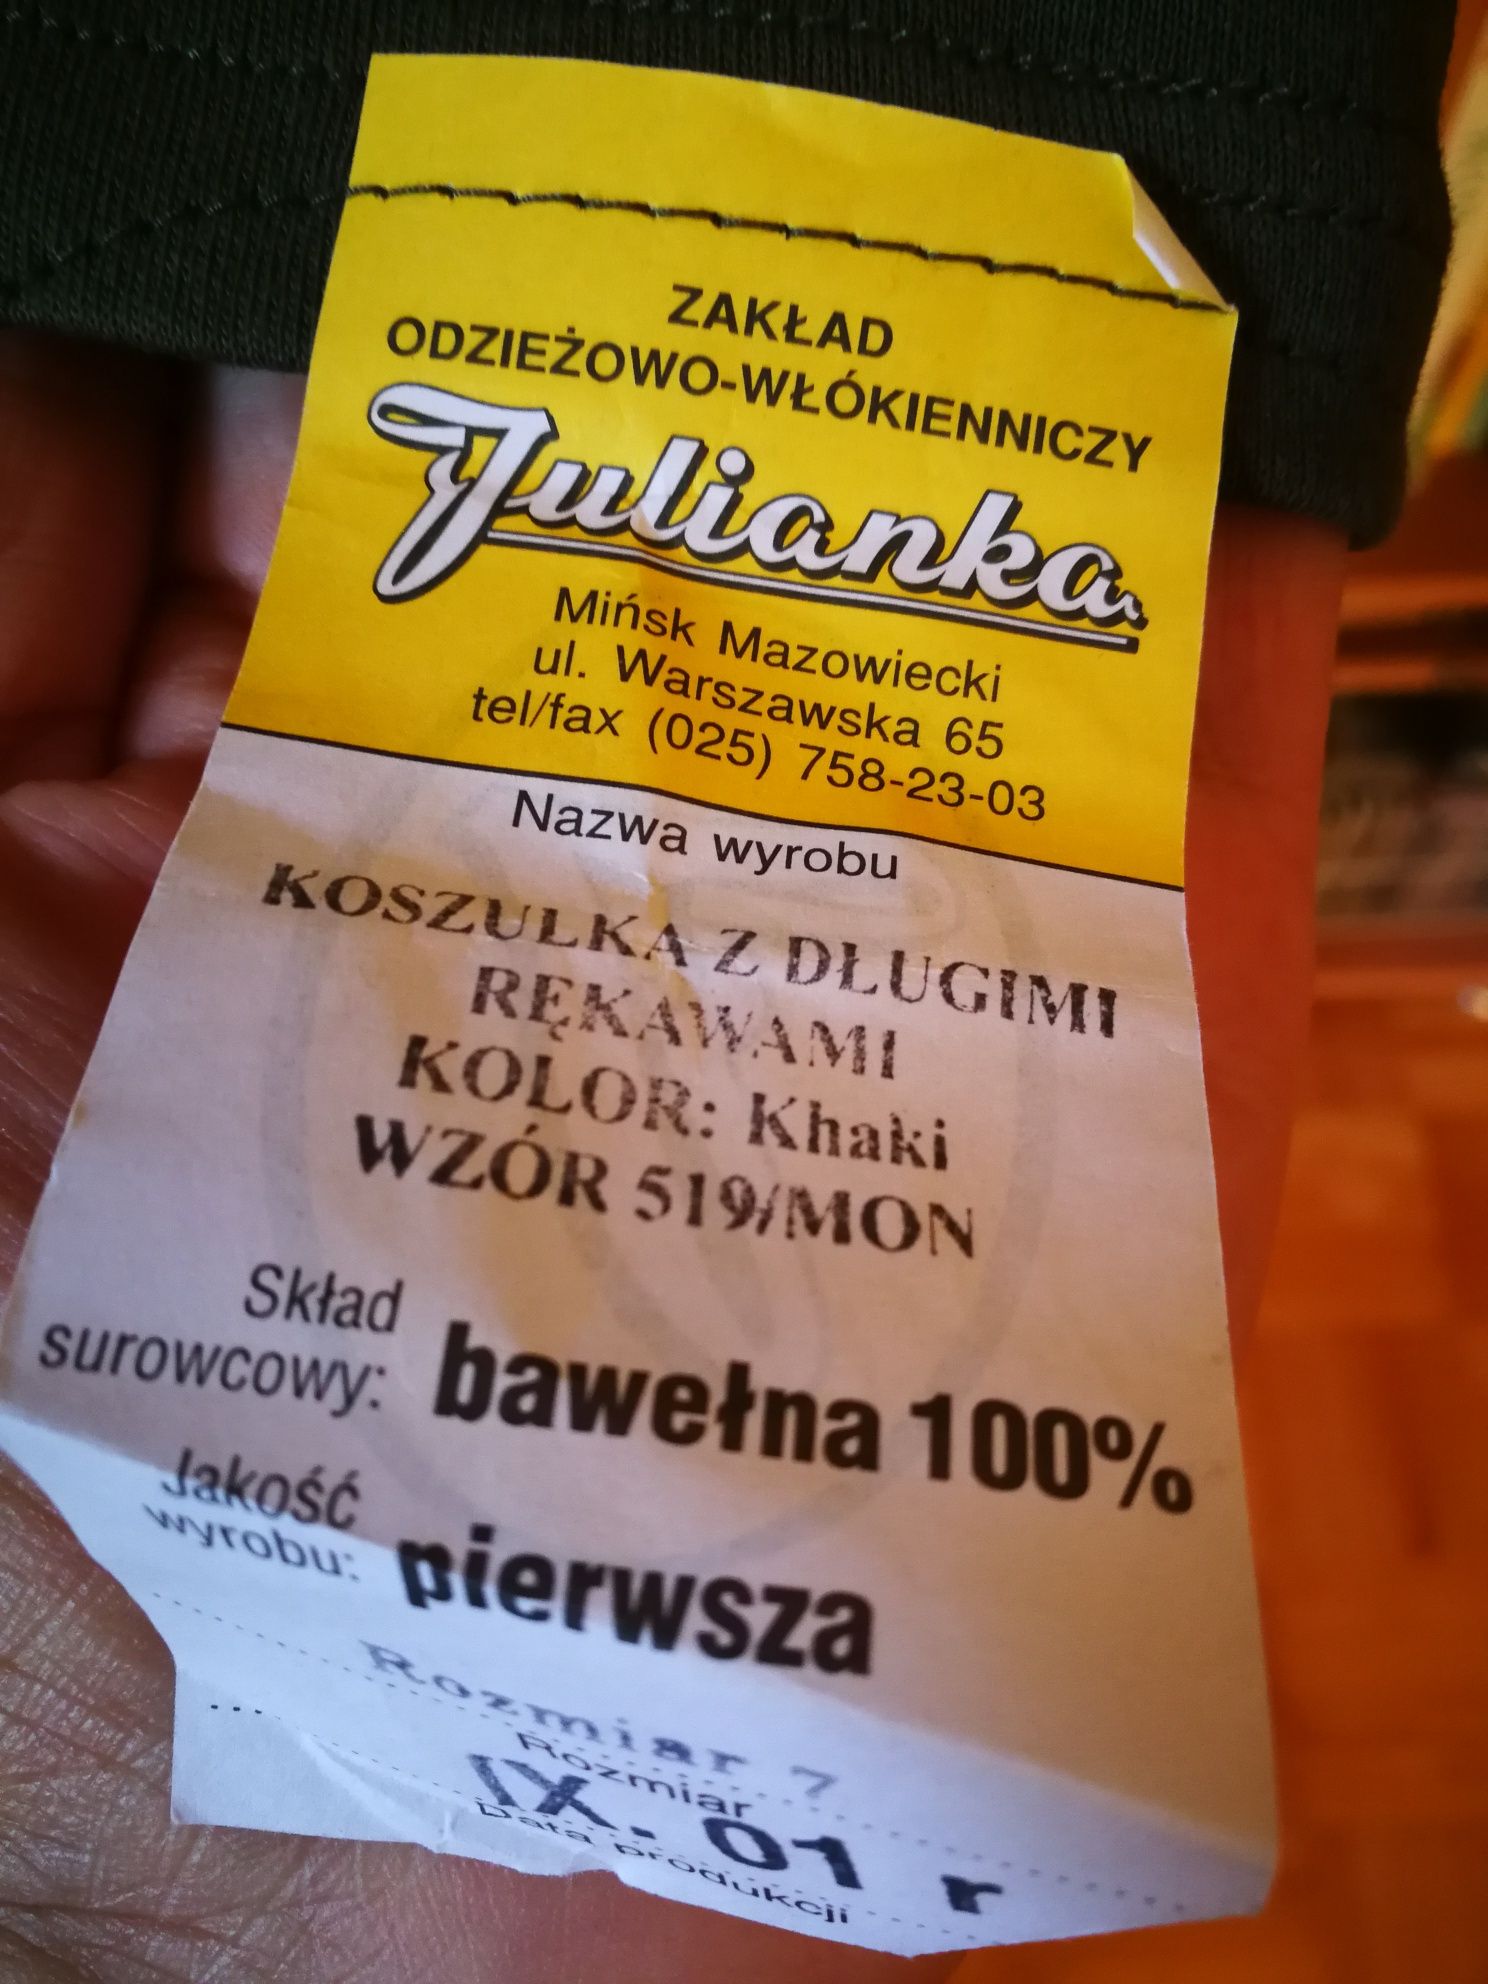 ZAKŁAD
ODZIEŻOWO-WŁÓKIENNICZY
Julianka
Mińsk Mazowiecki
ul. Warszawska 65
tel/fax (025) 758-23-03
Nazwa wyrobu
KOSZULKA Z DŁUGIMI
RĘKAWAMI
KOLOR: Khaki
WZÓR 519/MON
Skład
surowcowy: bawełna 100%
Jakość
wyrobu: pierwsza
Rozmiar 7
Rozmiar
IX. 01 r
Data produkcji